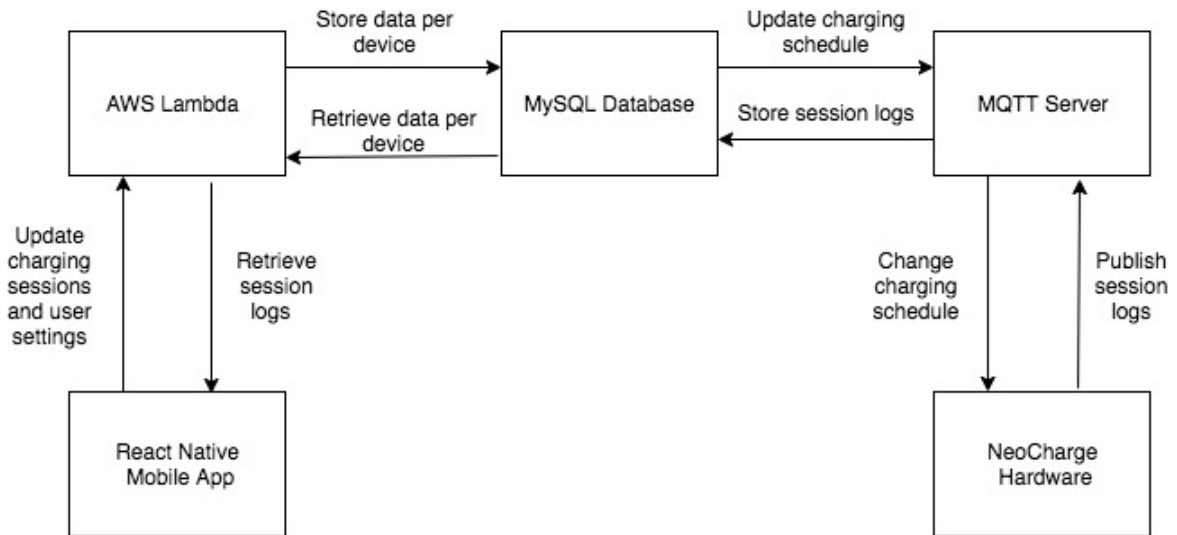 Store data per
device
Update charging
schedule
AWS Lambda
MySQL Database
MQTT Server
Retrieve data per
device
Store session logs
Update
charging
sessions
and user
settings
Retrieve
session
logs
Change
charging
schedule
Publish
session
logs
React Native
Mobile App
NeoCharge
Hardware